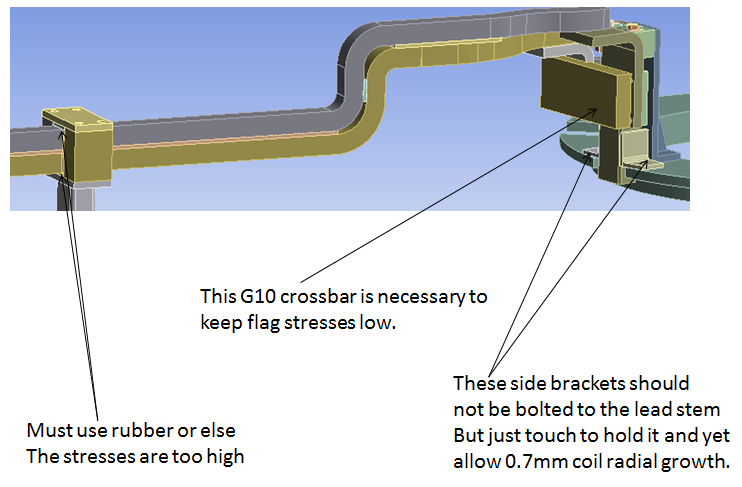 This G10 crossbar is necessary to
keep flag stresses low.
These side brackets should
not be bolted to the lead stem
But just touch to hold it and yet
allow 0.7mm coil radial growth.
Must use rubber or else
The stresses are too high